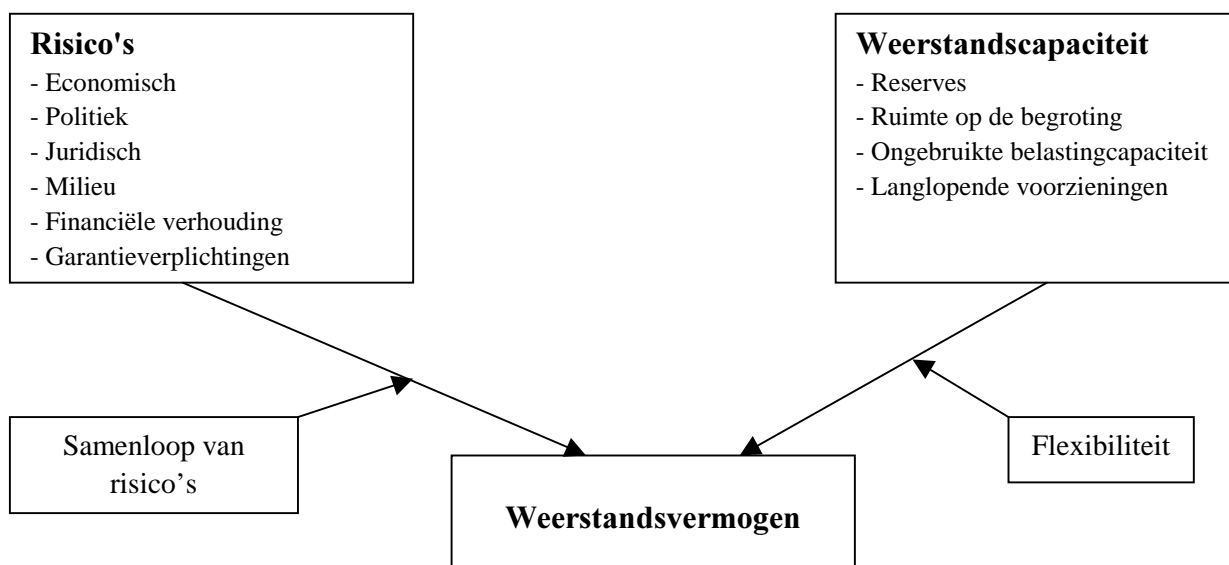 Risico's
- Economisch
- Politiek
- Juridisch
- Milieu
- Financiële verhouding
- Garantieverplichtingen
Weerstandscapaciteit
- Reserves
- Ruimte op de begroting
- Ongebruikte belastingcapaciteit
- Langlopende voorzieningen
Samenloop van
risico’s
Flexibiliteit
Weerstandsvermogen